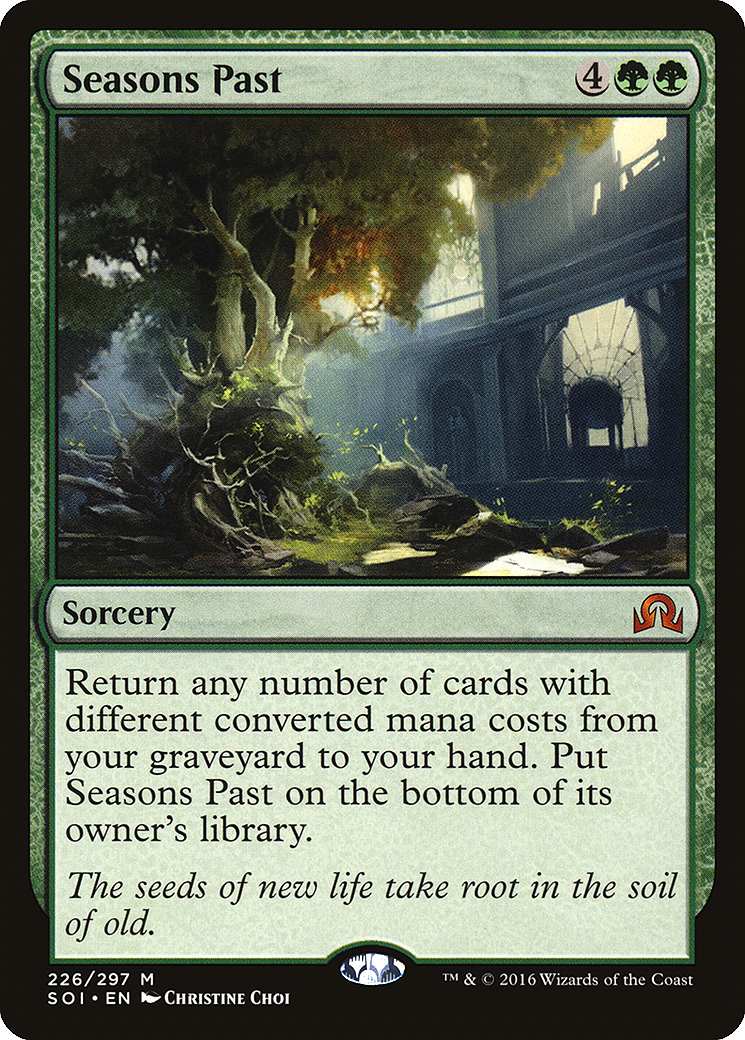 Seasons Past 4
Sorcery
Return any number of cards with
different converted mana costs from
your graveyard to your hand. Put
Seasons Past on the bottom of its
owner's library.
The seeds of new life take root in the soil
of old.
226/297 M
SOI • EN Christine Choi
™ & © 2016 Wizards of the Coast